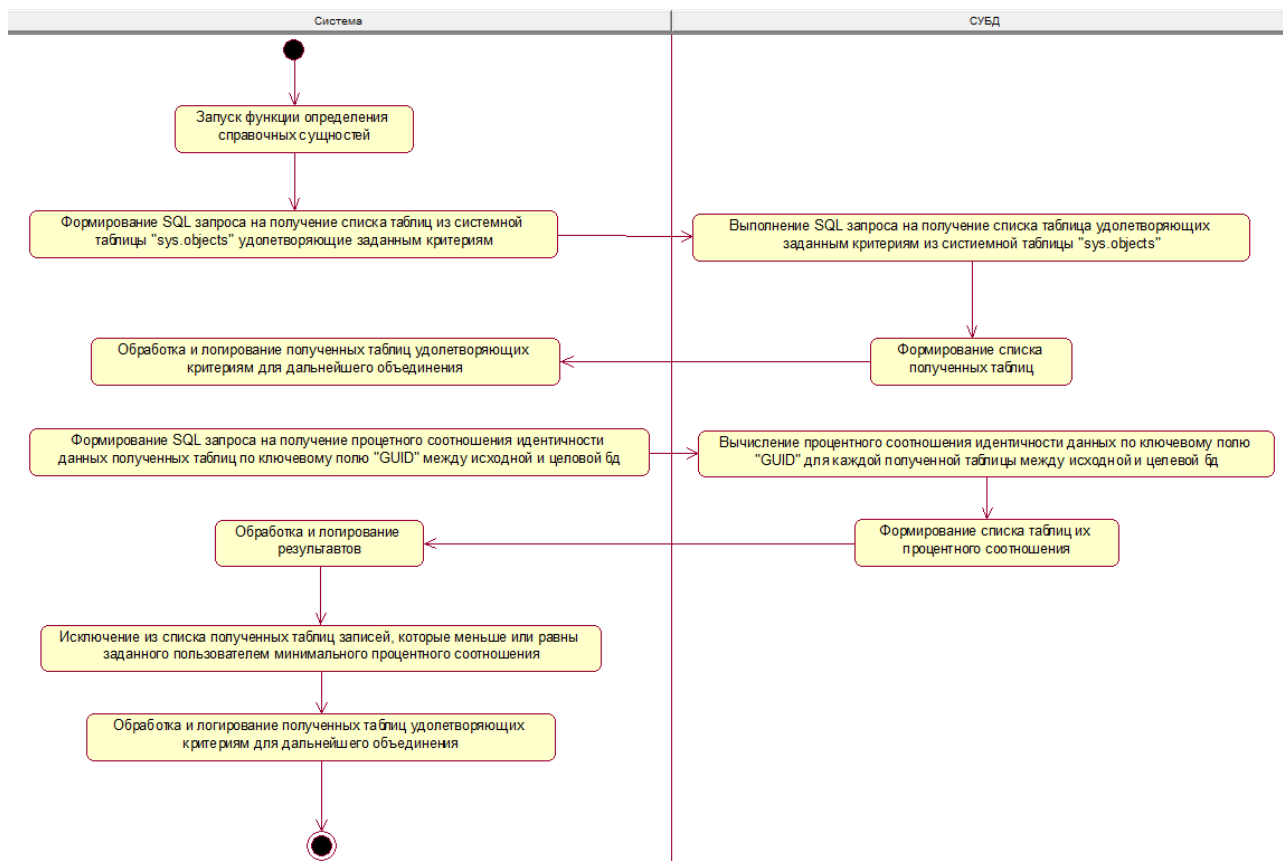 Система
СУБД
Запуск функции определения
справочных сущностей
Формирование SQL запроса на получение списка таблиц из системной
таблицы "sys.objects" удолетворяющие заданным критериям
Выполнение SQL запроса на получение списка таблица удолетворяющих
заданным критериям из систиемной таблицы "sys.objects"
Обработка и логирование полученных таблиц удолетворяющих
критериям для дальнейшего объединения
Формирование списка
полученных таблиц
Формирование SQL запроса на получение процетного соотношения идентичности
данных полученных таблиц по ключевому полю "GUID" между исходной и целовой бд
Вычисление процентного соотношения идентичности данных по ключевому полю
"GUID" для каждой полученной таблицы между исходной и целевой бд
Обработка и логирование
результавтов
Формирование списка таблиц их
процентного соотношения
Исключение из списка полученных таблиц записей, которые меньше или равны
заданного пользователем минимального процентного соотношения
Обработка и логирование полученных таблиц удолетворяющих
критериям для дальнейшего объединения